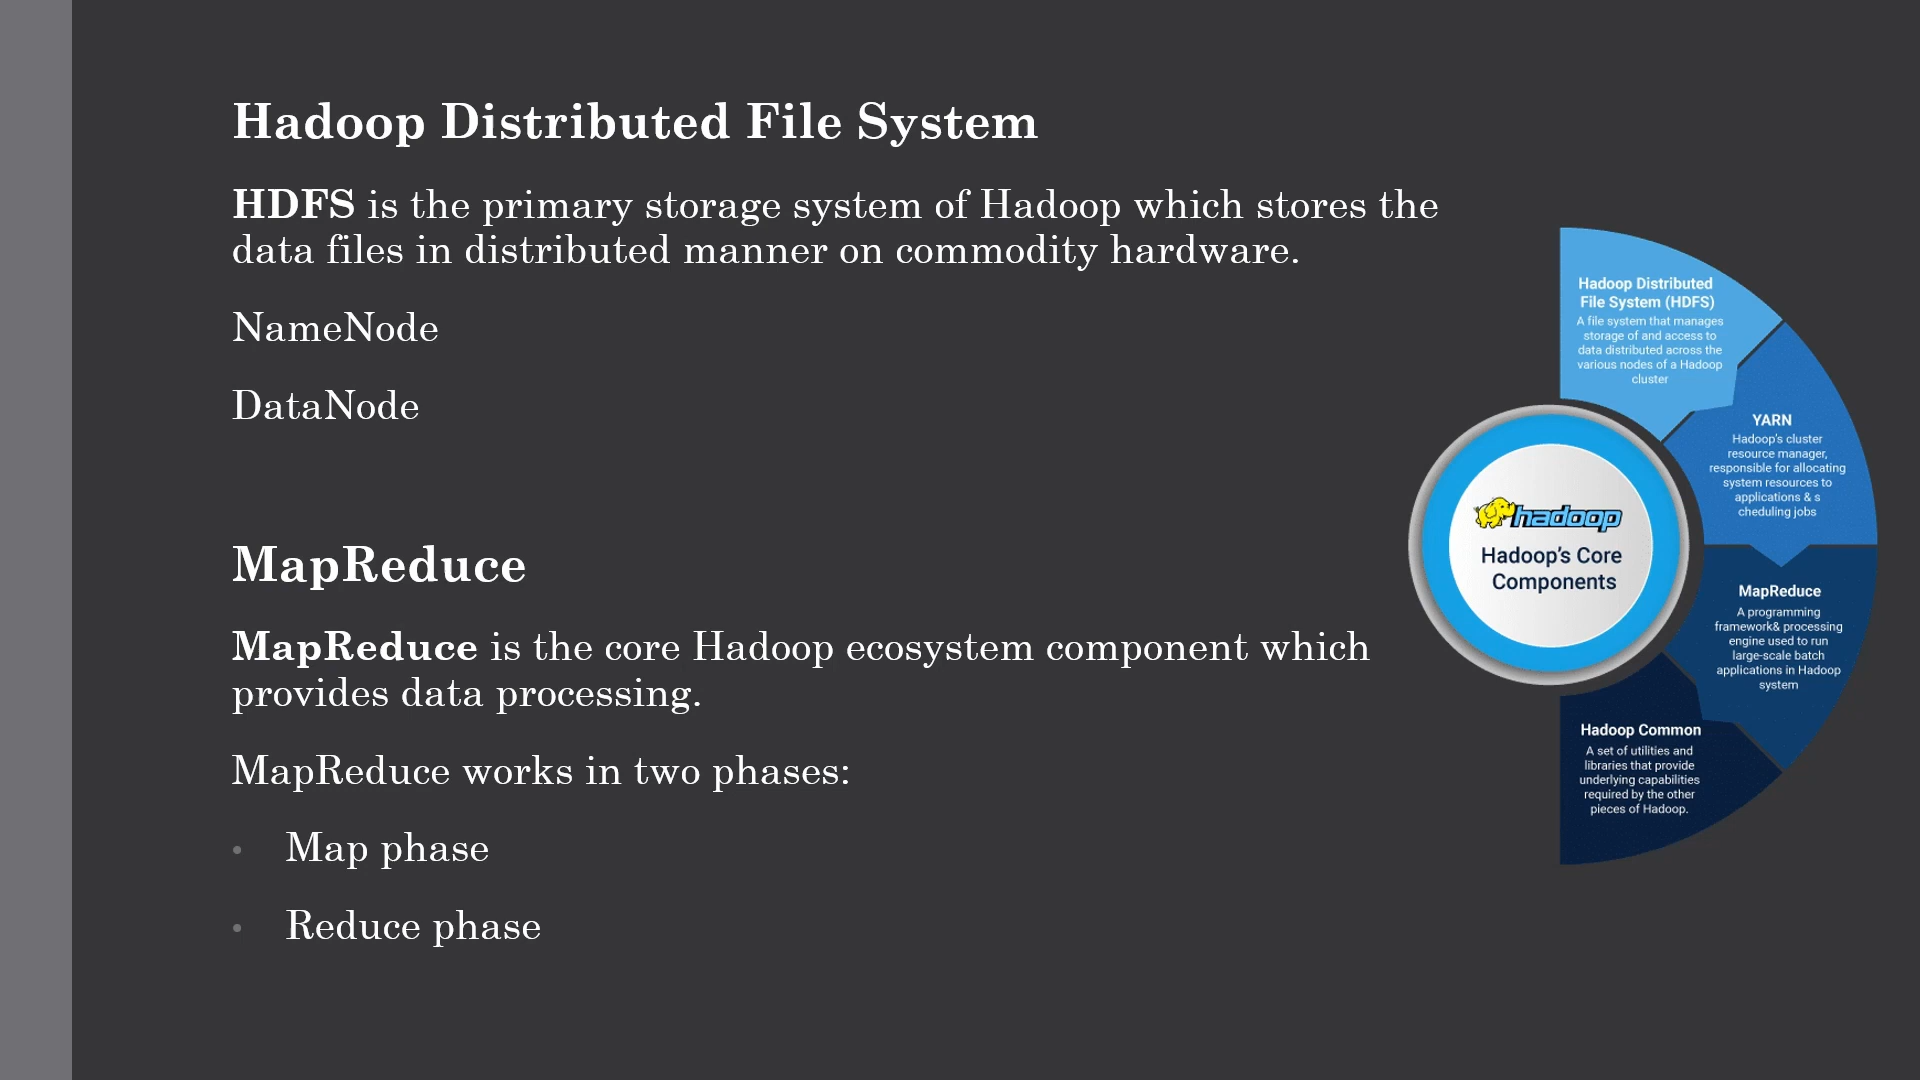 Hadoop Distributed File System
HDFS is the primary storage system of Hadoop which stores the
data files in distributed manner on commodity hardware.
NameNode
DataNode
MapReduce
MapReduce is the core Hadoop ecosystem component which
provides data processing.
MapReduce works in two phases:
• Map phase
• Reduce phase
hadoop
Hadoop's Core
Components
Hadoop Distributed
File System (HDFS)
A file system that manages
storage of and access to
data distributed across the
various nodes of a Hadoop
cluster
YARN
Hadoop's cluster
resource manager,
responsible for allocating
system resources to
applications & s
cheduling jobs
MapReduce
A programming
framework& processing
engine used to run
large-scale batch
applications in Hadoop
system
Hadoop Common
A set of utilities and
libraries that provide
underlying capabilities
required by the other
pieces of Hadoop.